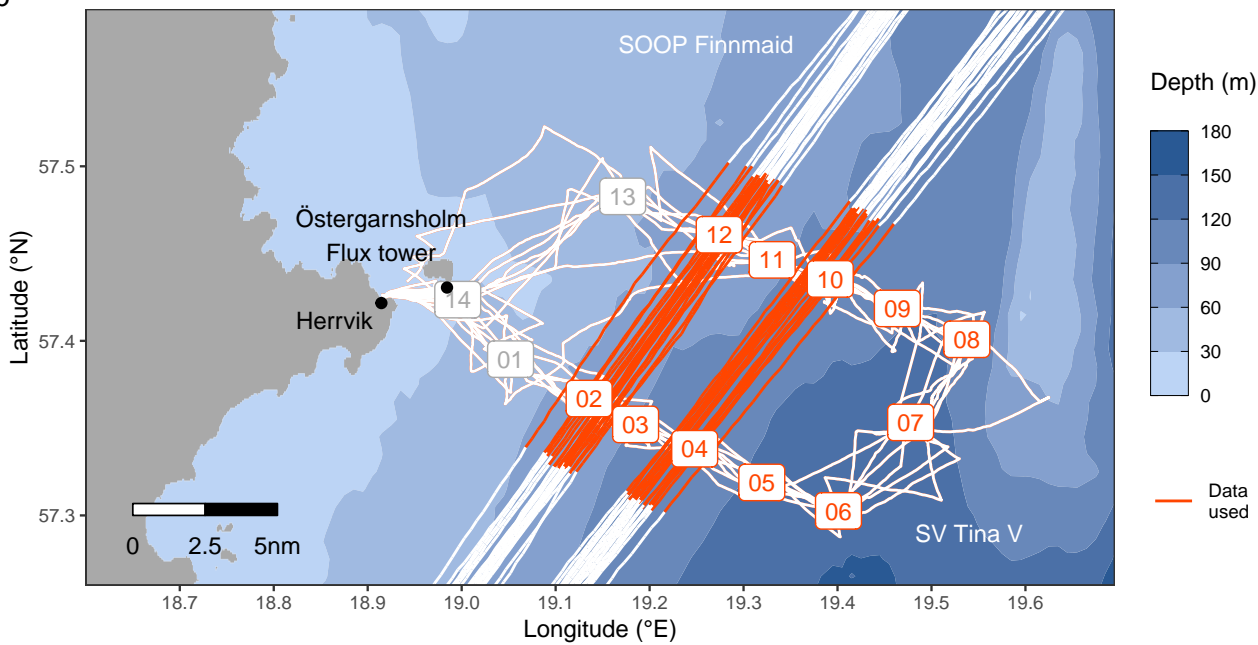 SOOP Finnmaid
Depth (m)
180
150
120
90
60
30
0
57.5
57.4
57.3
Latitude (°N)
13
Östergarnsholm
Flux tower
12
11
10
14
09
Herrvik
08
01
02
03
07
04
05
06
SV Tina V
0 2.5 5nm
Data
used
18.7 18.8 18.9 19.0 19.1 19.2 19.3 19.4 19.5 19.6
Longitude (°E)